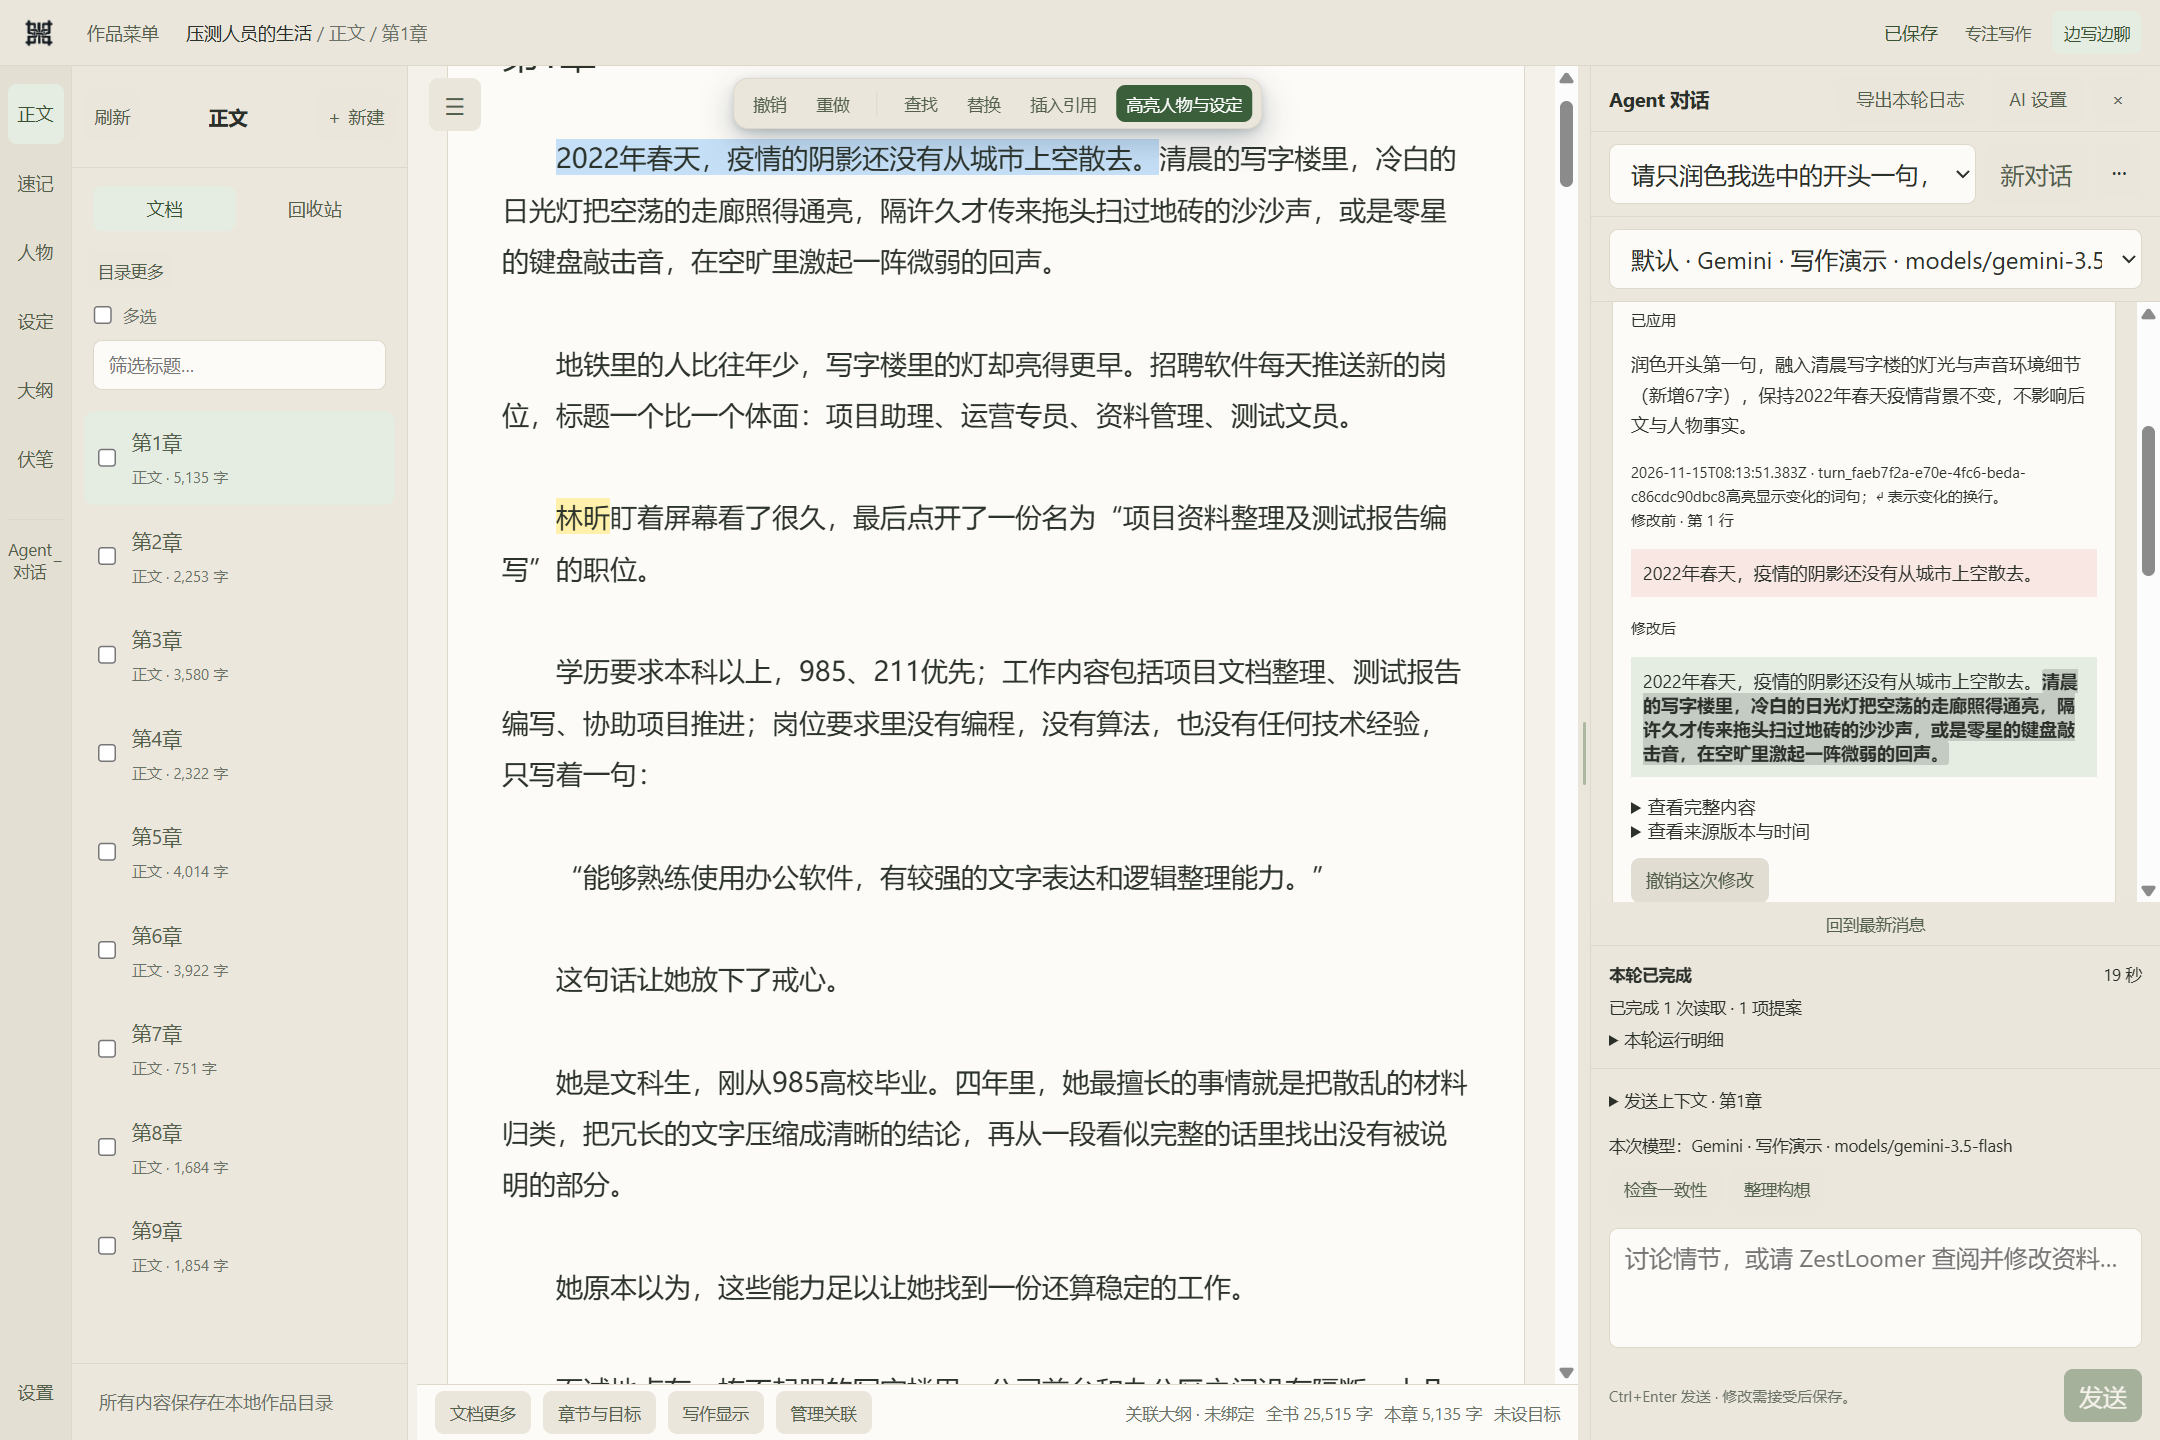 作品菜单 压测人员的生活 / 正文 / 第1章 已保存 专注写作 边写边聊
正文
速记
人物
设定
大纲
伏笔
Agent
对话
设置
刷新 正文 + 新建
文档 回收站
目录更多
多选
筛选标题...
第1章
正文 · 5,135 字
第2章
正文 · 2,253 字
第3章
正文 · 3,580 字
第4章
正文 · 2,322 字
第5章
正文 · 4,014 字
第6章
正文 · 3,922 字
第7章
正文 · 751 字
第8章
正文 · 1,684 字
第9章
正文 · 1,854 字
所有内容保存在本地作品目录
第1章
撤销 重做 查找 替换 插入引用 高亮人物与设定
2022年春天，疫情的阴影还没有从城市上空散去。清晨的写字楼里，冷白的
日光灯把空荡的走廊照得通亮，隔许久才传来拖头扫过地砖的沙沙声，或是零星
的键盘敲击音，在空旷里激起一阵微弱的回声。
地铁里的人比往年少，写字楼里的灯却亮得更早。招聘软件每天推送新的岗
位，标题一个比一个体面：项目助理、运营专员、资料管理、测试文员。
林昕盯着屏幕看了很久，最后点开了一份名为“项目资料整理及测试报告编
写”的职位。
学历要求本科以上，985、211优先；工作内容包括项目文档整理、测试报告
编写、协助项目推进；岗位要求里没有编程，没有算法，也没有任何技术经验，
只写着一句：
“能够熟练使用办公软件，有较强的文字表达和逻辑整理能力。”
这句话让她放下了戒心。
她是文科生，刚从985高校毕业。四年里，她最擅长的事情就是把散乱的材料
归类，把冗长的文字压缩成清晰的结论，再从一段看似完整的话里找出没有被说
明的部分。
她原本以为，这些能力足以让她找到一份还算稳定的工作。
文档更多 章节与目标 写作显示 管理关联 关联大纲 · 未绑定 全书 25,515 字 本章 5,135 字 未设目标
Agent 对话 导出本轮日志 AI 设置 ×
请只润色我选中的开头一句， 新对话 ···
默认 · Gemini · 写作演示 · models/gemini-3.5
已应用
润色开头第一句，融入清晨写字楼的灯光与声音环境细节
（新增67字），保持2022年春天疫情背景不变，不影响后
文与人物事实。
2026-11-15T08:13:51.383Z · turn_faeb7f2a-e70e-4fc6-beda-
c86cdc90dbc8高亮显示变化的词句；↲ 表示变化的换行。
修改前 · 第 1 行
2022年春天，疫情的阴影还没有从城市上空散去。
修改后
2022年春天，疫情的阴影还没有从城市上空散去。清晨
的写字楼里，冷白的日光灯把空荡的走廊照得通亮，隔
许久才传来拖头扫过地砖的沙沙声，或是零星的键盘敲
击音，在空旷里激起一阵微弱的回声。
查看完整内容
查看来源版本与时间
撤销这次修改
回到最新消息
本轮已完成 19 秒
已完成 1 次读取 · 1 项提案
本轮运行明细
发送上下文 · 第1章
本次模型：Gemini · 写作演示 · models/gemini-3.5-flash
检查一致性 整理构想
讨论情节，或请 ZestLoomer 查阅并修改资料...
Ctrl+Enter 发送 · 修改需接受后保存。 发送